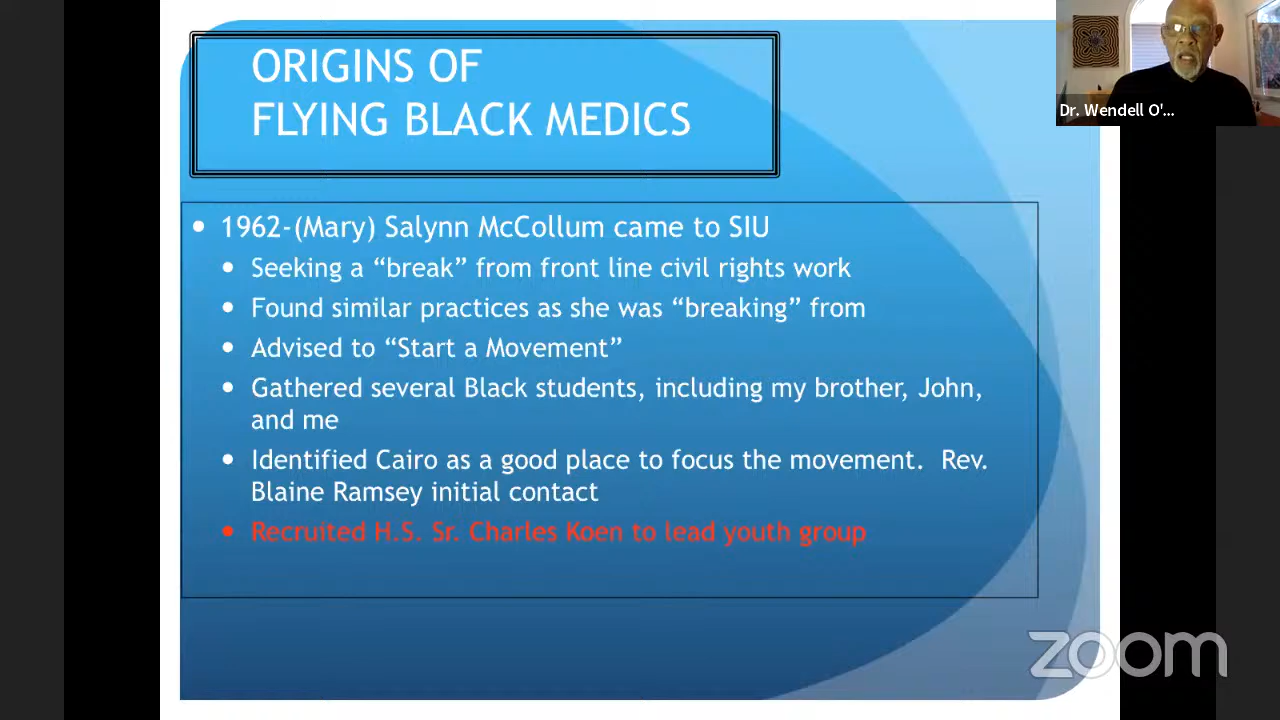 ORIGINS OF
FLYING BLACK MEDICS
Dr. Wendell O'...
1962-(Mary) Salynn McCollum came to SIU
Seeking a “break” from front line civil rights work
Found similar practices as she was “breaking” from
Advised to “Start a Movement”
Gathered several Black students, including my brother, John,
and me
Identified Cairo as a good place to focus the movement.  Rev.
Blaine Ramsey initial contact
Recruited H.S. Sr. Charles Koen to lead youth group
zoom